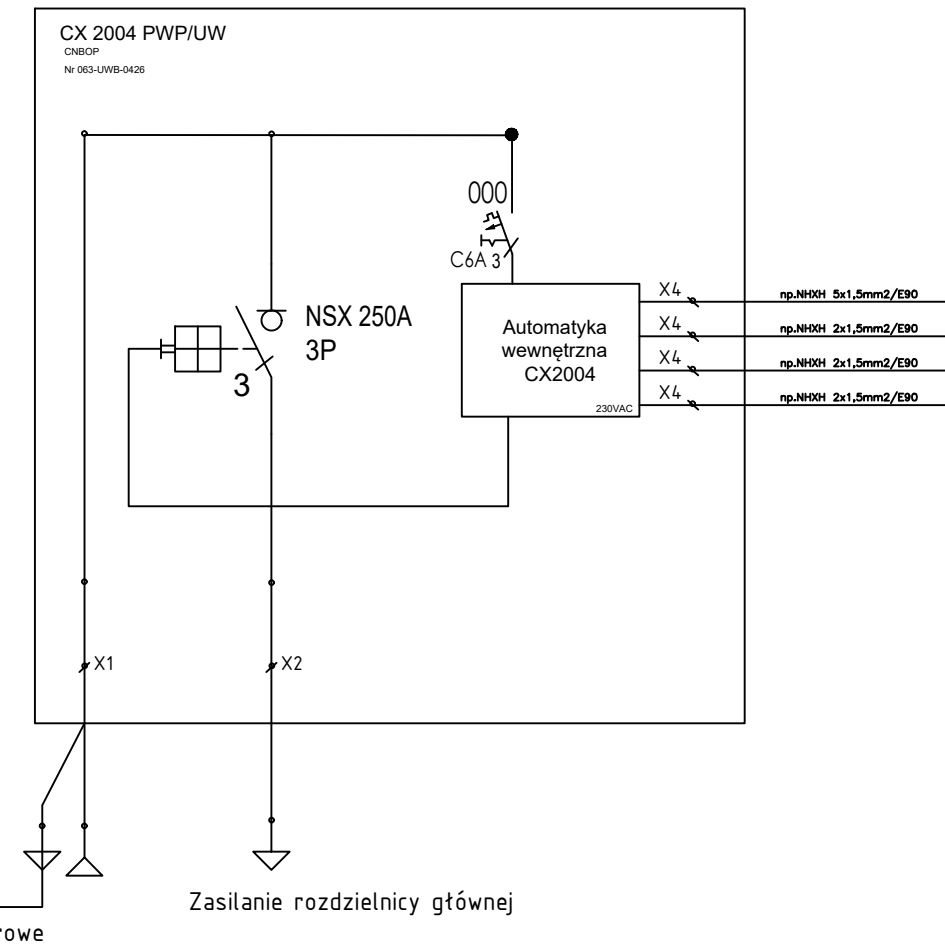 CX 2004 PWP/UW
CNBOP
Nr 063-UWB-0426
000
C6A 3
NSX 250A
3P
3
Automatyka
wewnętrzna
CX2004
230VAC
X4
np.NHXH 5x1,5mm2/E90
X4
np.NHXH 2x1,5mm2/E90
X4
np.NHXH 2x1,5mm2/E90
X4
np.NHXH 2x1,5mm2/E90
X1
X2
Zasilanie rozdzielnicy głównej